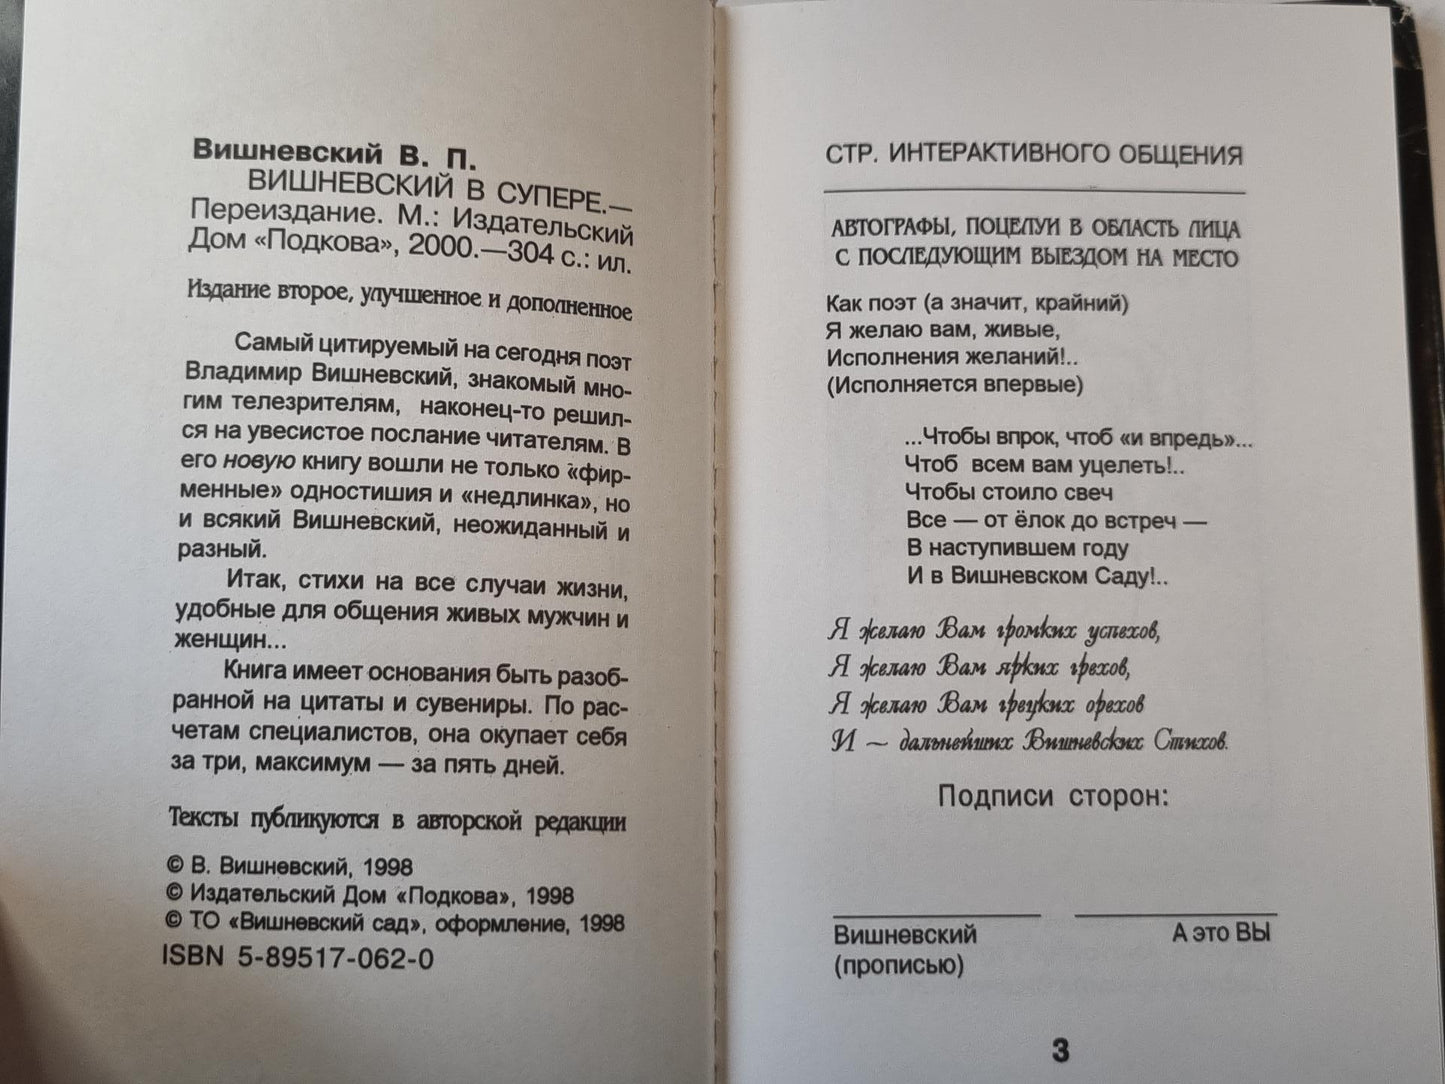 Вишневский В. П.
ВИШНЕВСКИЙ В СУПЕРЕ.—
Переиздание. М.: Издательский
Дом «Подкова», 2000.—304 с.: ил.
Издание второе, улучшенное и дополненное
Самый цитируемый на сегодня поэт
Владимир Вишневский, знакомый мно-
гим телезрителям, наконец-то решил-
ся на увесистое послание читателям. В
его новую книгу вошли не только «фир-
менные» одностишия и «недлинка», но
и всякий Вишневский, неожиданный и
разный.
Итак, стихи на все случаи жизни,
удобные для общения живых мужчин и
женщин...
Книга имеет основания быть разоб-
ранной на цитаты и сувениры. По рас-
четам специалистов, она окупает себя
за три, максимум — за пять дней.
Тексты публикуются в авторской редакции
© В. Вишневский, 1998
© Издательский Дом «Подкова», 1998
© ТО «Вишневский сад», оформление, 1998
ISBN 5-89517-062-0
СТР. ИНТЕРАКТИВНОГО ОБЩЕНИЯ
АВТОГРАФЫ, ПОЦЕЛУИ В ОБЛАСТЬ ЛИЦА
С ПОСЛЕДУЮЩИМ ВЫЕЗДОМ НА МЕСТО
Как поэт (а значит, крайний)
Я желаю вам, живые,
Исполнения желаний!..
(Исполняется впервые)
...Чтобы впрок, чтоб «и впредь»...
Чтоб всем вам уцелеть!..
Чтобы стоило свеч
Все — от ёлок до встреч —
В наступившем году
И в Вишневском Саду!..
Я желаю Вам громких успехов,
Я желаю Вам ярких грехов,
Я желаю Вам грецких орехов
И — дальнейших Вишневских Стихов.
Подписи сторон:
Вишневский
(прописью)
А это ВЫ
3